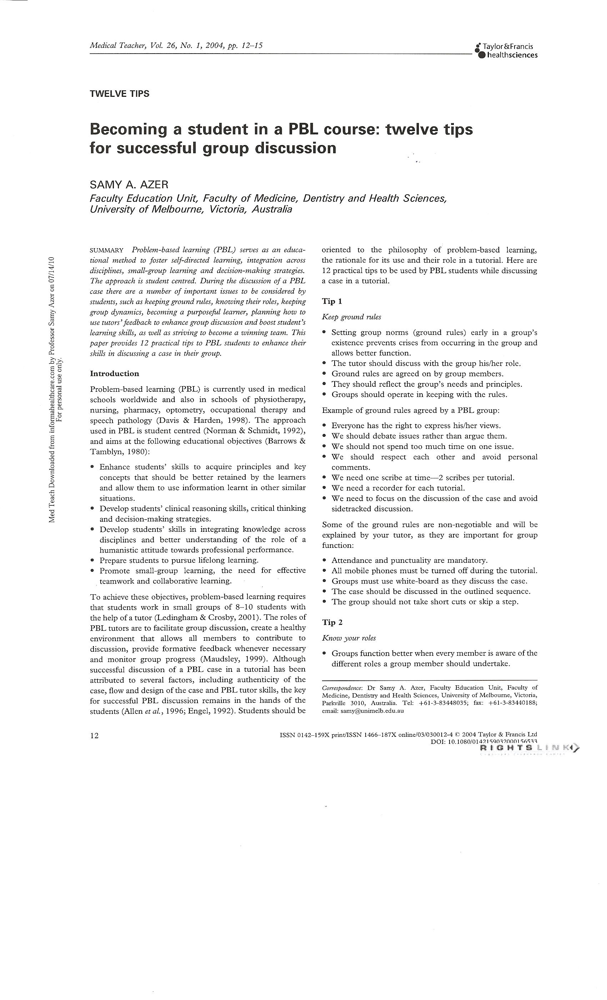 Medical Teacher, Vol. 26, No. 1, 2004, pp. 12–15
Taylor&Francis
healthsciences
TWELVE TIPS
Becoming a student in a PBL course: twelve tips
for successful group discussion
SAMY A. AZER
Faculty Education Unit, Faculty of Medicine, Dentistry and Health Sciences,
University of Melbourne, Victoria, Australia
SUMMARY Problem-based learning (PBL) serves as an educa-
tional method to foster self-directed learning, integration across
disciplines, small-group learning and decision-making strategies.
The approach is student centred. During the discussion of a PBL
case there are a number of important issues to be considered by
students, such as keeping ground rules, knowing their roles, keeping
group dynamics, becoming a purposeful learner, planning how to
use tutors' feedback to enhance group discussion and boost student's
learning skills, as well as striving to become a winning team. This
paper provides 12 practical tips to PBL students to enhance their
skills in discussing a case in their group.
Introduction
Problem-based learning (PBL) is currently used in medical
schools worldwide and also in schools of physiotherapy,
nursing, pharmacy, optometry, occupational therapy and
speech pathology (Davis & Harden, 1998). The approach
used in PBL is student centred (Norman & Schmidt, 1992),
and aims at the following educational objectives (Barrows &
Tamblyn, 1980):
• Enhance students' skills to acquire principles and key
concepts that should be better retained by the learners
and allow them to use information learnt in other similar
situations.
• Develop students' clinical reasoning skills, critical thinking
and decision-making strategies.
• Develop students' skills in integrating knowledge across
disciplines and better understanding of the role of a
humanistic attitude towards professional performance.
• Prepare students to pursue lifelong learning.
• Promote small-group learning, the need for effective
teamwork and collaborative learning.
To achieve these objectives, problem-based learning requires
that students work in small groups of 8–10 students with
the help of a tutor (Ledingham & Crosby, 2001). The roles of
PBL tutors are to facilitate group discussion, create a healthy
environment that allows all members to contribute to
discussion, provide formative feedback whenever necessary
and monitor group progress (Maudsley, 1999). Although
successful discussion of a PBL case in a tutorial has been
attributed to several factors, including authenticity of the
case, flow and design of the case and PBL tutor skills, the key
for successful PBL discussion remains in the hands of the
students (Allen et al., 1996; Engel, 1992). Students should be
oriented to the philosophy of problem-based learning,
the rationale for its use and their role in a tutorial. Here are
12 practical tips to be used by PBL students while discussing
a case in a tutorial.
Tip 1
Keep ground rules
• Setting group norms (ground rules) early in a group's
existence prevents crises from occurring in the group and
allows better function.
• The tutor should discuss with the group his/her role.
• Ground rules are agreed on by group members.
• They should reflect the group's needs and principles.
• Groups should operate in keeping with the rules.
Example of ground rules agreed by a PBL group:
• Everyone has the right to express his/her views.
• We should debate issues rather than argue them.
• We should not spend too much time on one issue.
• We should respect each other and avoid personal
comments.
• We need one scribe at time—2 scribes per tutorial.
• We need a recorder for each tutorial.
• We need to focus on the discussion of the case and avoid
sidetracked discussion.
Some of the ground rules are non-negotiable and will be
explained by your tutor, as they are important for group
function:
• Attendance and punctuality are mandatory.
• All mobile phones must be turned off during the tutorial.
• Groups must use white-board as they discuss the case.
• The case should be discussed in the outlined sequence.
• The group should not take short cuts or skip a step.
Tip 2
Know your roles
• Groups function better when every member is aware of the
different roles a group member should undertake.
Correspondence: Dr Samy A. Azer, Faculty Education Unit, Faculty of
Medicine, Dentistry and Health Sciences, University of Melbourne, Victoria,
Parkville 3010, Australia. Tel: +61-3-83448035; fax: +61-3-83440188;
email: samy@unimelb.edu.au
12
ISSN 0142–159X print/ISSN 1466–187X online/03/030012-4 © 2004 Taylor & Francis Ltd
DOI: 10.1080/0142159032000156533
RIGHTSLINK
Med Teach Downloaded from informahealthcare.com by Professor Samy Azer on 07/14/10
For personal use only.